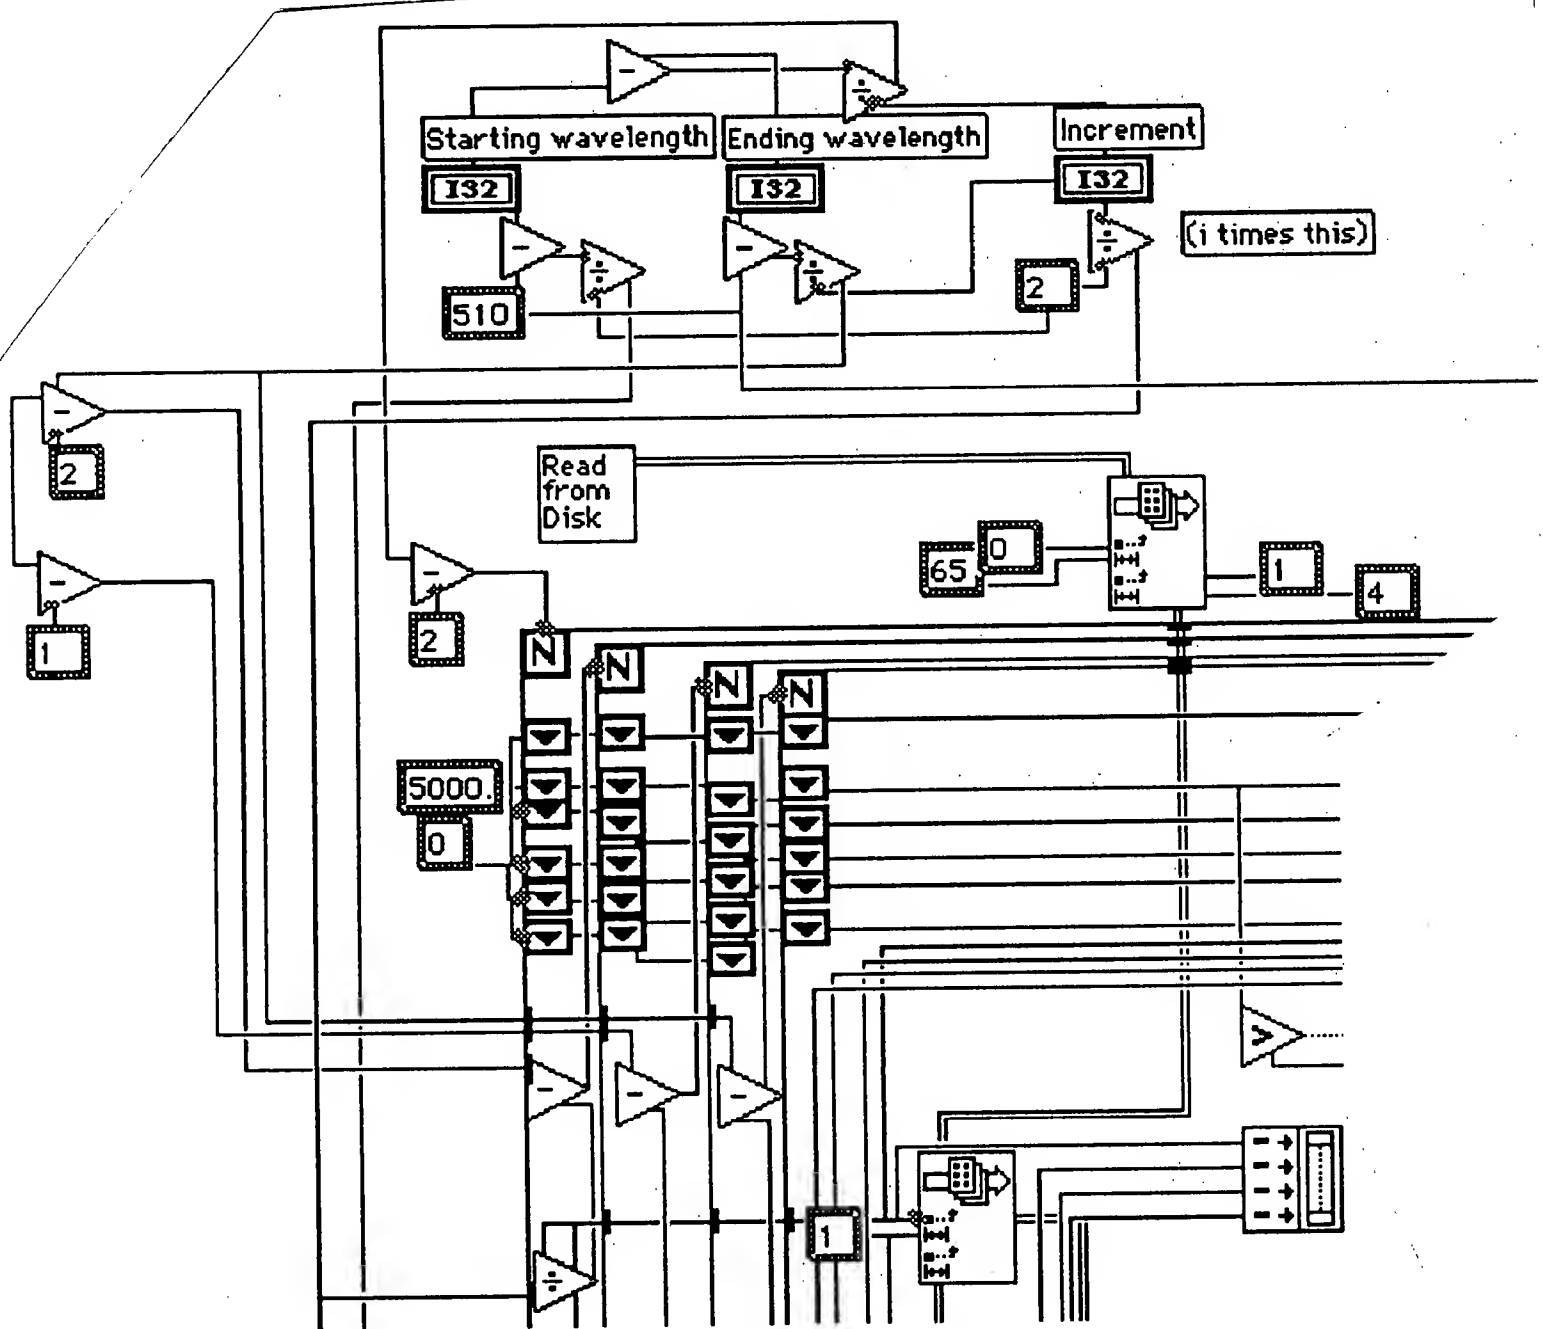 Starting wavelength
Ending wavelength
Increment
I32
I32
I32
(i times this)
510
2
2
Read
from
Disk
0
65
1
4
2
1
N
N
N
N
5000.
0
1